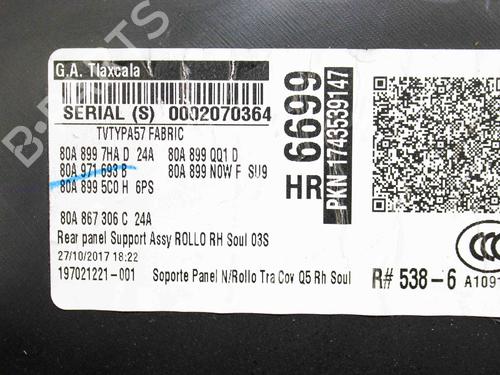 G.A. Tlaxcala
SERIAL (S) 0002070364
TVTYPA57 FABRIC
80A 899 7HA D 24A 80A 899 QQ1 D
80A 971 693 B 80A 899 NOW F SU9
80A 899 5CO H 6PS
80A 867 306 C 24A
Rear panel Support Assy ROLLO RH Soul 03S
27/10/2017 18:22
197021221-001 Soporte Panel N/Rollo Tra Cov Q5 Rh Soul
6699
HR
PKN 1743539147
R# 538-6 A109